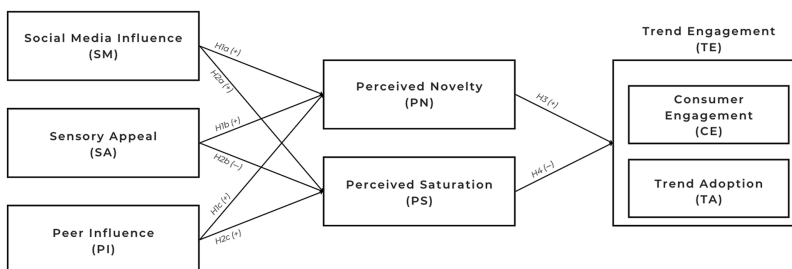 Social Media Influence
(SM)
Sensory Appeal
(SA)
Peer Influence
(PI)
H1a (+)
H2a (+)
H1b (+)
H2b (–)
H1c (+)
H2c (+)
Perceived Novelty
(PN)
Perceived Saturation
(PS)
H3 (+)
H4 (–)
Trend Engagement
(TE)
Consumer
Engagement
(CE)
Trend Adoption
(TA)